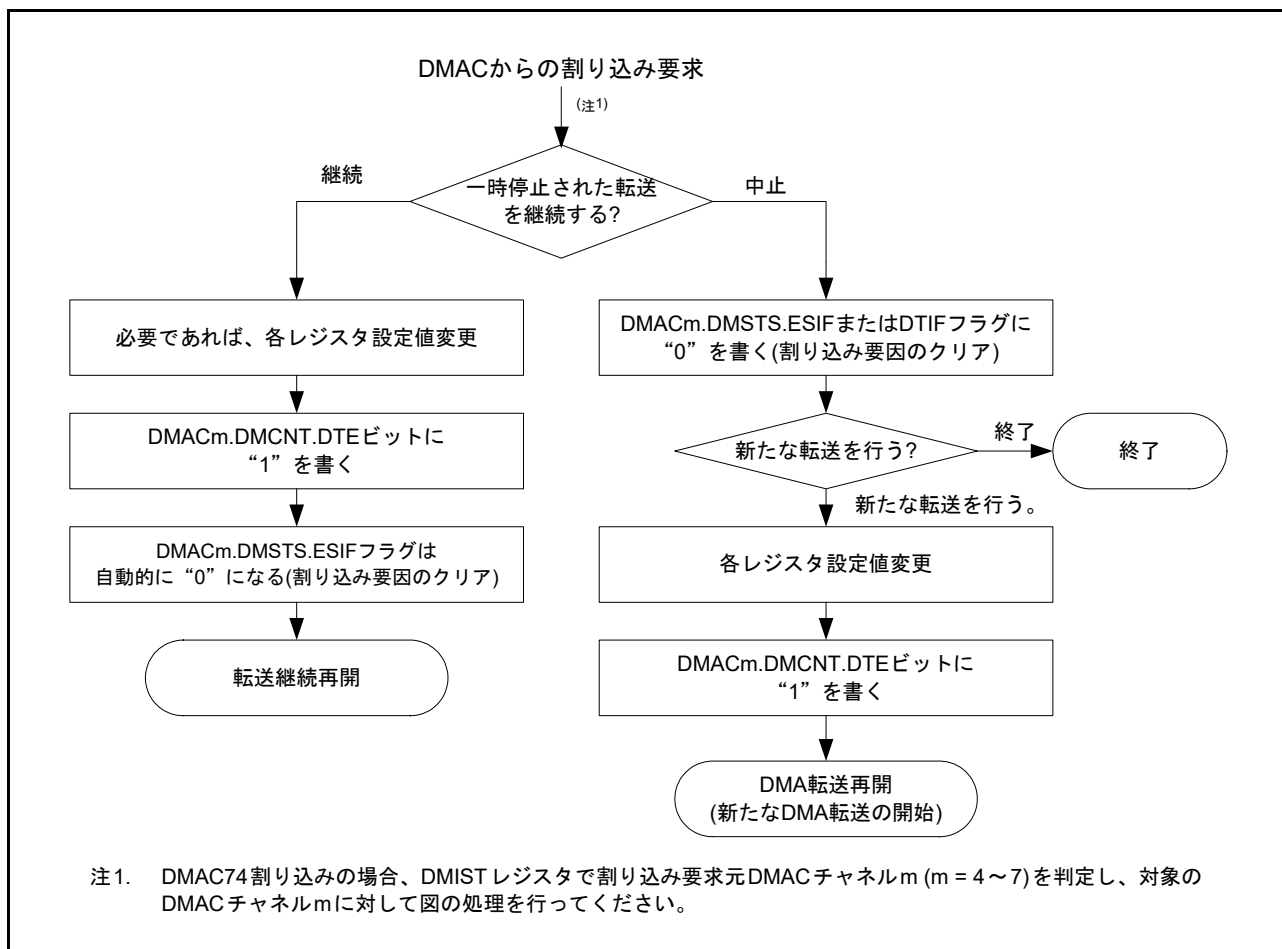 DMACからの割り込み要求
(注1)
一時停止された転送
を継続する?
継続
中止
必要であれば、各レジスタ設定値変更
DMACm.DMCNT.DTEビットに
“1”を書く
DMACm.DMSTS.ESIFフラグは
自動的に“0”になる(割り込み要因のクリア)
転送継続再開
DMACm.DMSTS.ESIFまたはDTIFフラグに
“0”を書く(割り込み要因のクリア)
新たな転送を行う?
終了
終了
新たな転送を行う。
各レジスタ設定値変更
DMACm.DMCNT.DTEビットに
“1”を書く
DMA転送再開
(新たなDMA転送の開始)
注1. DMAC74割り込みの場合、DMISTレジスタで割り込み要求元DMACチャネルm (m = 4～7)を判定し、対象の
DMACチャネルmに対して図の処理を行ってください。